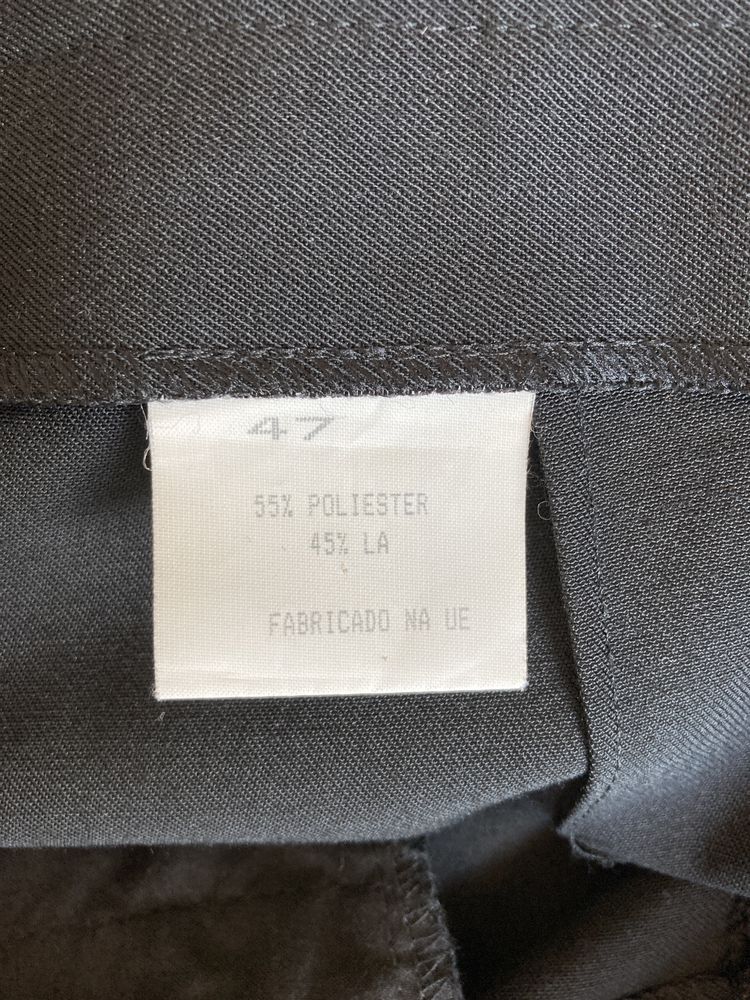 47
55% POLIESTER
45% LA
FABRICADO NA UE